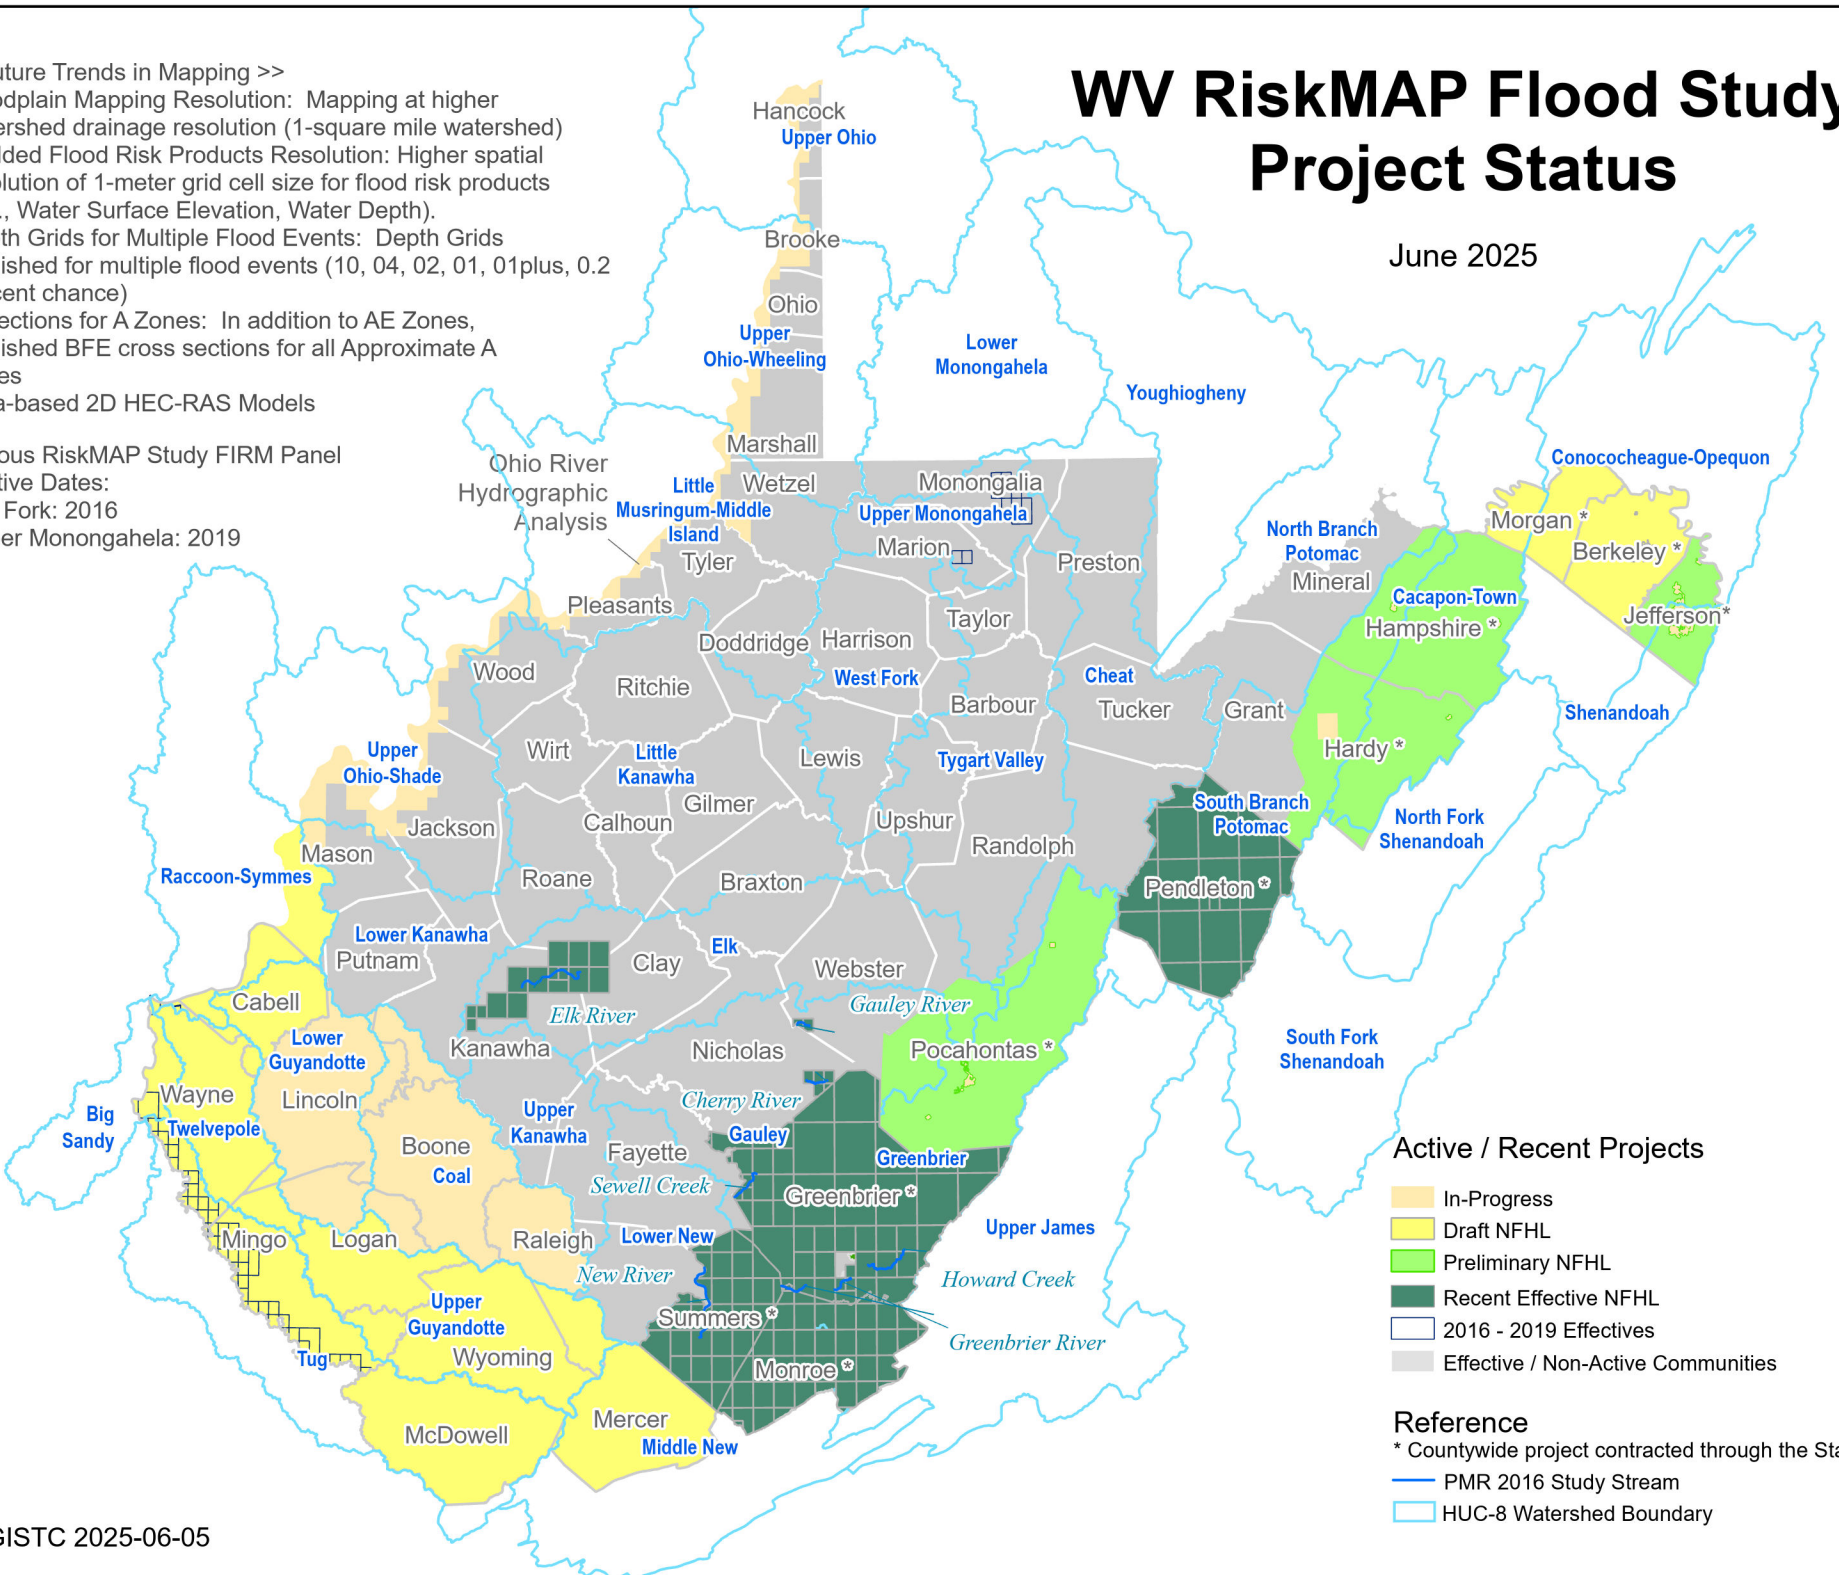 uture Trends in Mapping >>
odplain Mapping Resolution: Mapping at higher
ershed drainage resolution (1-square mile watershed)
lded Flood Risk Products Resolution: Higher spatial
olution of 1-meter grid cell size for flood risk products
., Water Surface Elevation, Water Depth).
th Grids for Multiple Flood Events: Depth Grids
ished for multiple flood events (10, 04, 02, 01, 01plus, 0.2
cent chance)
ections for A Zones: In addition to AE Zones,
ished BFE cross sections for all Approximate A
es
a-based 2D HEC-RAS Models
ous RiskMAP Study FIRM Panel
tive Dates:
Fork: 2016
er Monongahela: 2019
WV RiskMAP Flood Study
Project Status
June 2025
Hancock
Upper Ohio
Brooke
Ohio
Upper
Ohio-Wheeling
Lower
Monongahela
Youghiogheny
Marshall
Ohio River
Hydrographic
Analysis
Little
Musringum-Middle
Island
Wetzel
Monongalia
Upper Monongahela
Conococheague-Opequon
Morgan *
Berkeley *
Jefferson*
North Branch
Potomac
Mineral
Marion
Preston
Tyler
Pleasants
Cacapon-Town
Hampshire *
Doddridge
Harrison
Taylor
Wood
Ritchie
West Fork
Cheat
Barbour
Tucker
Grant
Shenandoah
Wirt
Little
Kanawha
Lewis
Tygart Valley
Hardy *
Upper
Ohio-Shade
Gilmer
Calhoun
Jackson
Upshur
South Branch
Potomac
North Fork
Shenandoah
Mason
Randolph
Raccoon-Symmes
Roane
Braxton
Pendleton *
Lower Kanawha
Putnam
Elk
Clay
Webster
Cabell
Elk River
Gauley River
Lower
Guyandotte
Kanawha
Nicholas
Pocahontas *
South Fork
Shenandoah
Wayne
Lincoln
Cherry River
Big
Sandy
Twelvepole
Upper
Kanawha
Gauley
Boone
Coal
Fayette
Greenbrier
Sewell Creek
Greenbrier *
Mingo
Logan
Raleigh
Lower New
Upper James
New River
Howard Creek
Upper
Guyandotte
Summers *
Greenbrier River
Tug
Wyoming
Monroe *
McDowell
Mercer
Middle New
Active / Recent Projects
In-Progress
Draft NFHL
Preliminary NFHL
Recent Effective NFHL
2016 - 2019 Effectives
Effective / Non-Active Communities
Reference
* Countywide project contracted through the Sta
PMR 2016 Study Stream
HUC-8 Watershed Boundary
GISTC 2025-06-05